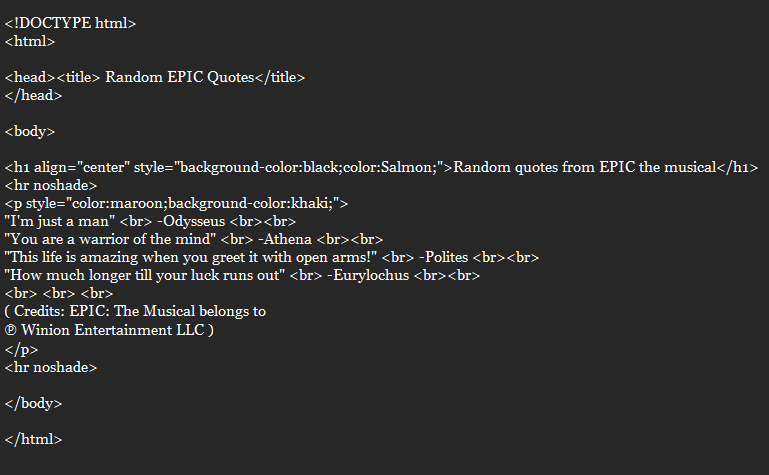 <!DOCTYPE html>
<html>
<head><title> Random EPIC Quotes</title>
</head>
<body>
<h1 align="center" style="background-color:black;color:Salmon;">Random quotes from EPIC the musical</h1>
<hr noshade>
<p style="color:maroon;background-color:khaki;">
"I'm just a man" <br> -Odysseus <br><br>
"You are a warrior of the mind" <br> -Athena <br><br>
"This life is amazing when you greet it with open arms!" <br> -Polites <br><br>
"How much longer till your luck runs out" <br> -Eurylochus <br><br>
<br> <br> <br>
( Credits: EPIC: The Musical belongs to
℗ Winion Entertainment LLC )
</p>
<hr noshade>
</body>
</html>